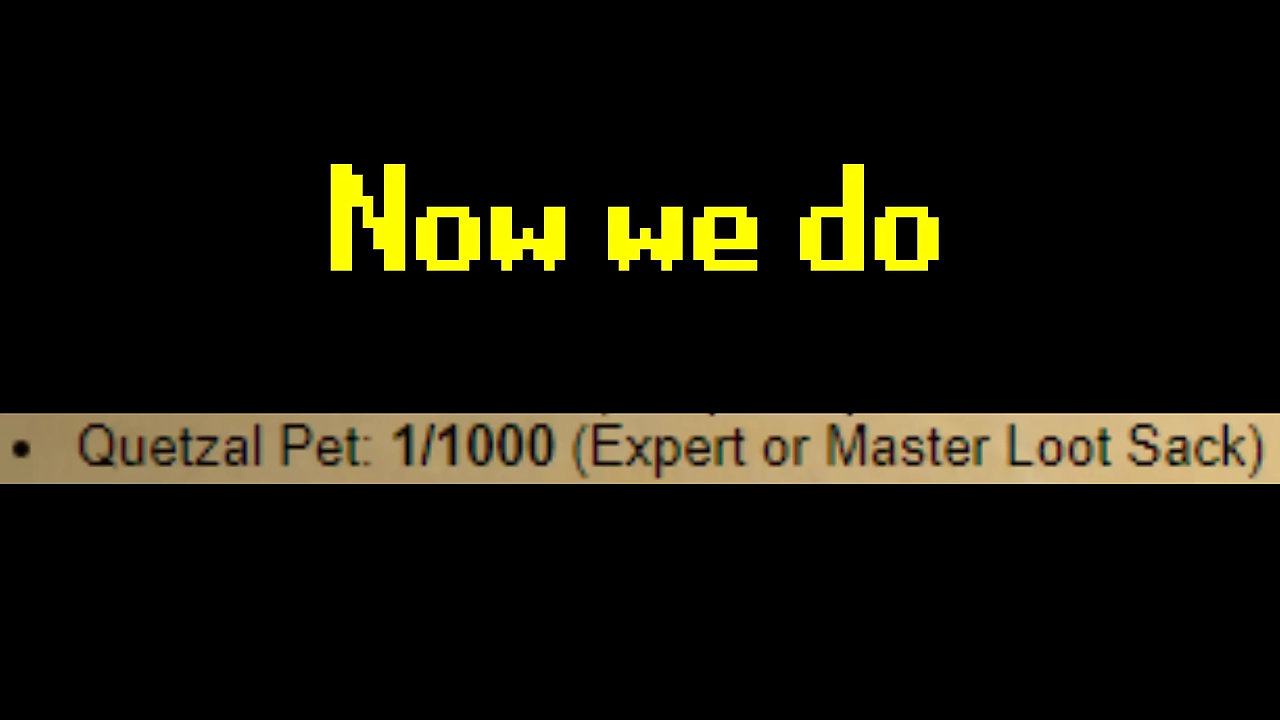 Now we do
• Quetzal Pet: 1/1000 (Expert or Master Loot Sack)